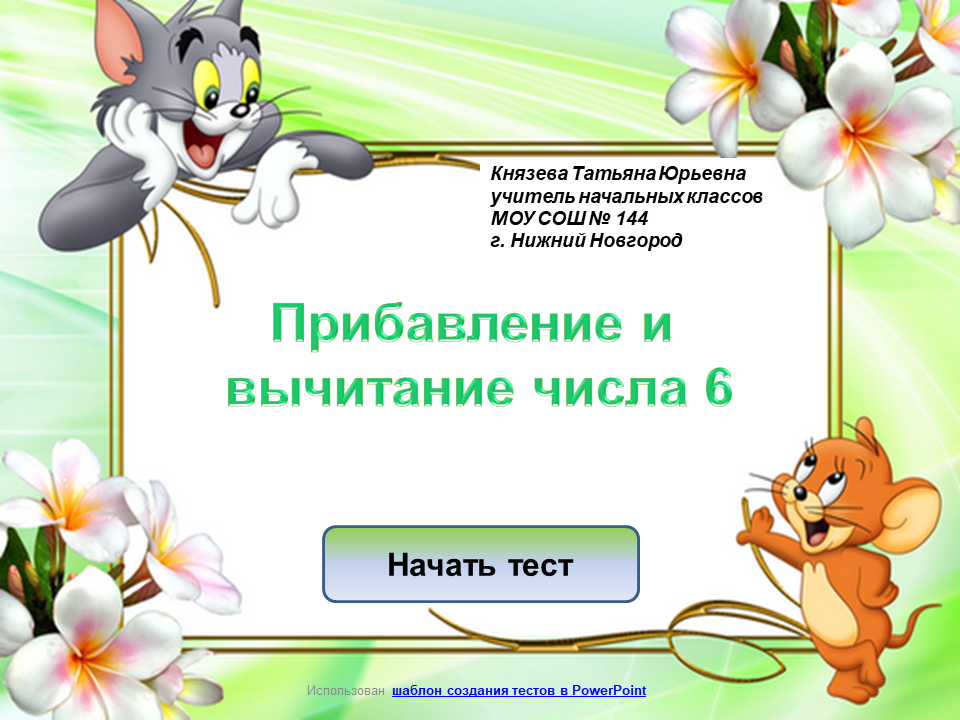 Князева Татьяна Юрьевна
учитель начальных классов
МОУ СОШ № 144
г. Нижний Новгород
Прибавление и
вычитание числа 6
Начать тест
Использован шаблон создания тестов в PowerPoint